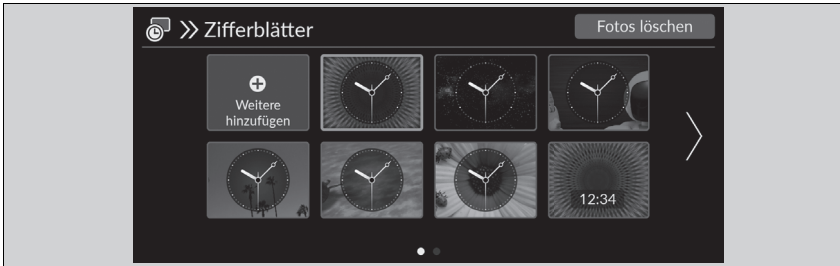 Zifferblätter
Fotos löschen
Weitere
hinzufügen
12:34